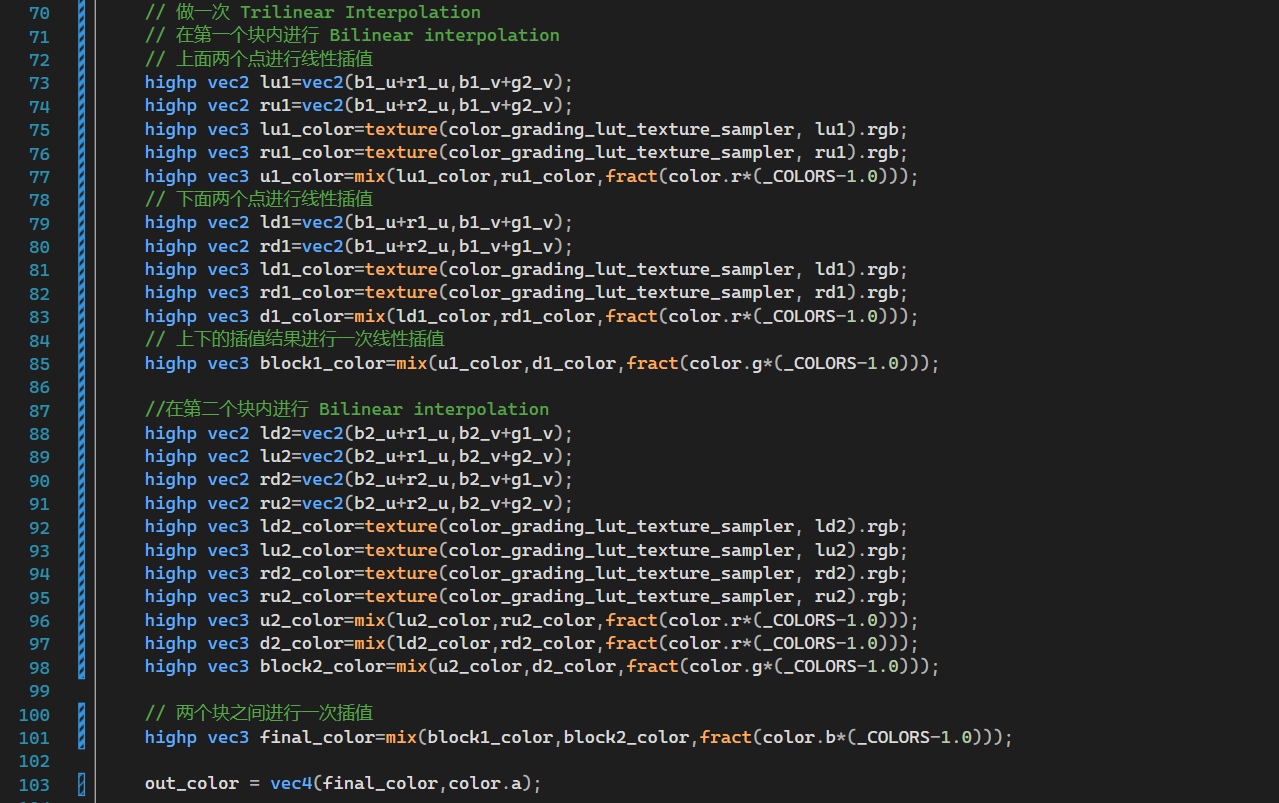 70 // 做一次 Trilinear Interpolation
71 // 在第一个块内进行 Bilinear interpolation
72 // 上面两个点进行线性插值
73 highp vec2 lu1=vec2(b1_u+r1_u,b1_v+g2_v);
74 highp vec2 ru1=vec2(b1_u+r2_u,b1_v+g2_v);
75 highp vec3 lu1_color=texture(color_grading_lut_texture_sampler, lu1).rgb;
76 highp vec3 ru1_color=texture(color_grading_lut_texture_sampler, ru1).rgb;
77 highp vec3 u1_color=mix(lu1_color,ru1_color,fract(color.r*(_COLORS-1.0)));
78 // 下面两个点进行线性插值
79 highp vec2 ld1=vec2(b1_u+r1_u,b1_v+g1_v);
80 highp vec2 rd1=vec2(b1_u+r2_u,b1_v+g1_v);
81 highp vec3 ld1_color=texture(color_grading_lut_texture_sampler, ld1).rgb;
82 highp vec3 rd1_color=texture(color_grading_lut_texture_sampler, rd1).rgb;
83 highp vec3 d1_color=mix(ld1_color,rd1_color,fract(color.r*(_COLORS-1.0)));
84 // 上下的插值结果进行一次线性插值
85 highp vec3 block1_color=mix(u1_color,d1_color,fract(color.g*(_COLORS-1.0)));
86
87 //在第二个块内进行 Bilinear interpolation
88 highp vec2 ld2=vec2(b2_u+r1_u,b2_v+g1_v);
89 highp vec2 lu2=vec2(b2_u+r1_u,b2_v+g2_v);
90 highp vec2 rd2=vec2(b2_u+r2_u,b2_v+g1_v);
91 highp vec2 ru2=vec2(b2_u+r2_u,b2_v+g2_v);
92 highp vec3 ld2_color=texture(color_grading_lut_texture_sampler, ld2).rgb;
93 highp vec3 lu2_color=texture(color_grading_lut_texture_sampler, lu2).rgb;
94 highp vec3 rd2_color=texture(color_grading_lut_texture_sampler, rd2).rgb;
95 highp vec3 ru2_color=texture(color_grading_lut_texture_sampler, ru2).rgb;
96 highp vec3 u2_color=mix(lu2_color,ru2_color,fract(color.r*(_COLORS-1.0)));
97 highp vec3 d2_color=mix(ld2_color,rd2_color,fract(color.r*(_COLORS-1.0)));
98 highp vec3 block2_color=mix(u2_color,d2_color,fract(color.g*(_COLORS-1.0)));
99
100 // 两个块之间进行一次插值
101 highp vec3 final_color=mix(block1_color,block2_color,fract(color.b*(_COLORS-1.0)));
102
103 out_color = vec4(final_color,color.a);